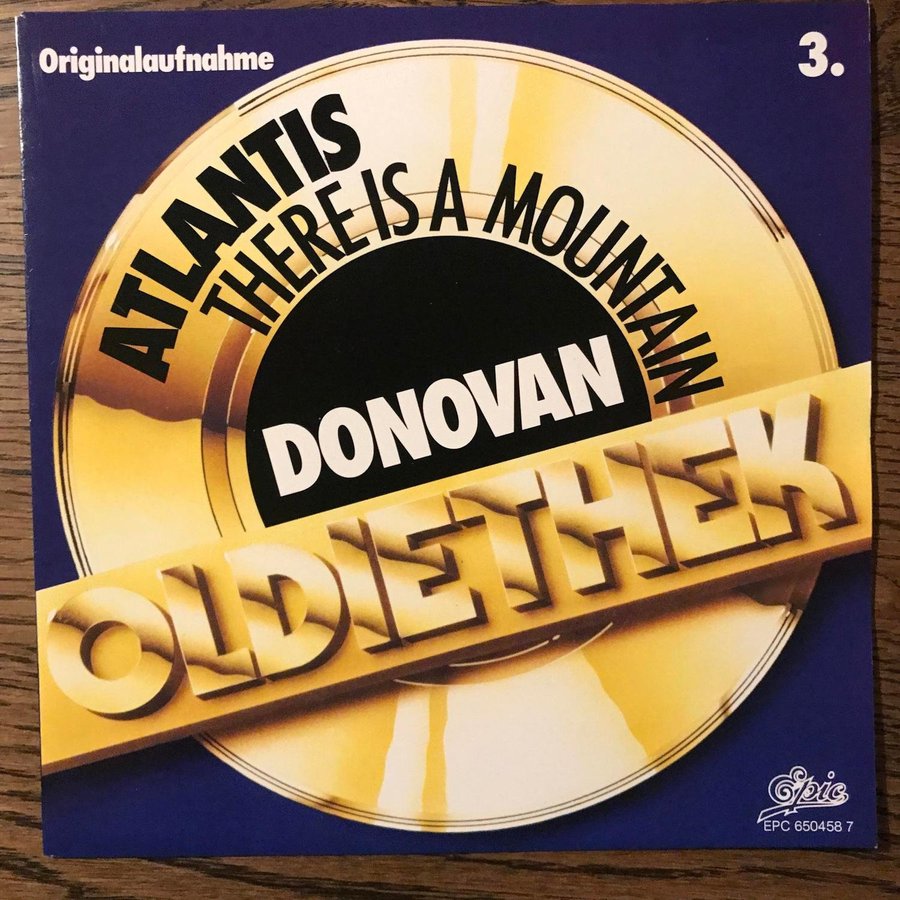 Originalaufnahme
3.
ATLANTIS
THERE IS A MOUNTAIN
DONOVAN
OLDIETHEK
Epic
EPC 650458 7